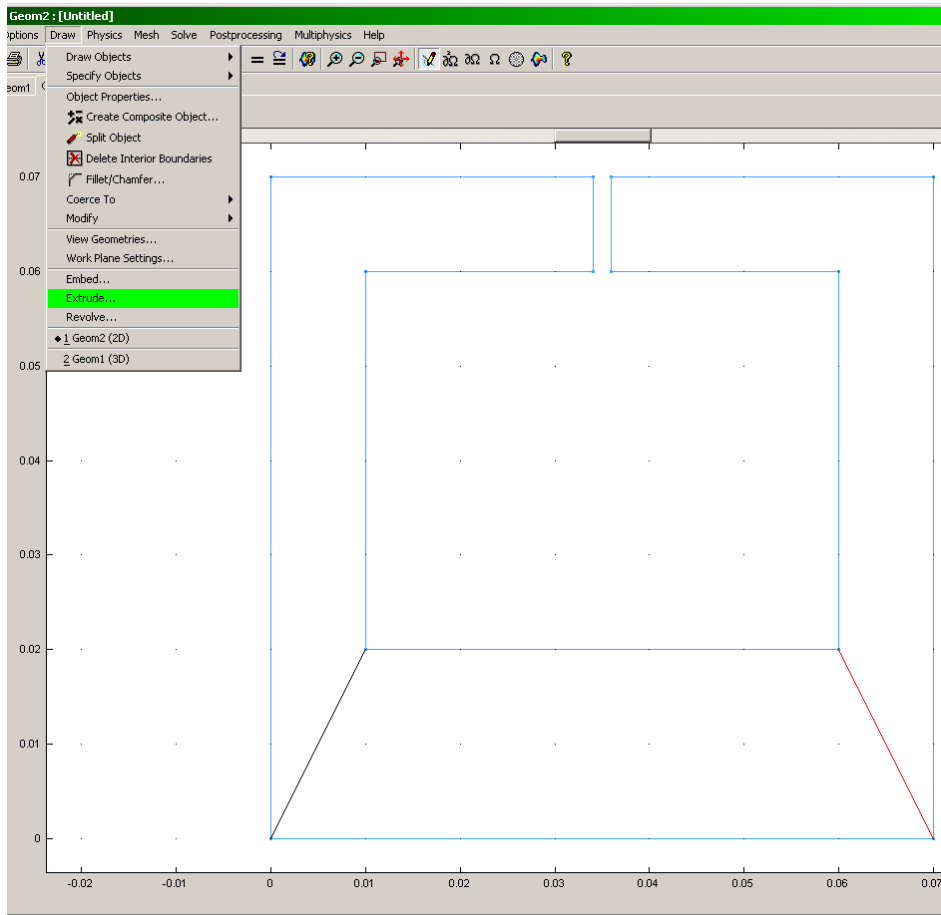 Geom2 : [Untitled]
Options Draw Physics Mesh Solve Postprocessing Multiphysics Help
eom1
Draw Objects
Specify Objects
Object Properties...
Create Composite Object...
Split Object
Delete Interior Boundaries
Fillet/Chamfer...
Coerce To
Modify
View Geometries...
Work Plane Settings...
Embed...
Extrude...
Revolve...
1 Geom2 (2D)
2 Geom1 (3D)
0.07
0.06
0.05
0.04
0.03
0.02
0.01
0
-0.02 -0.01 0 0.01 0.02 0.03 0.04 0.05 0.06 0.07